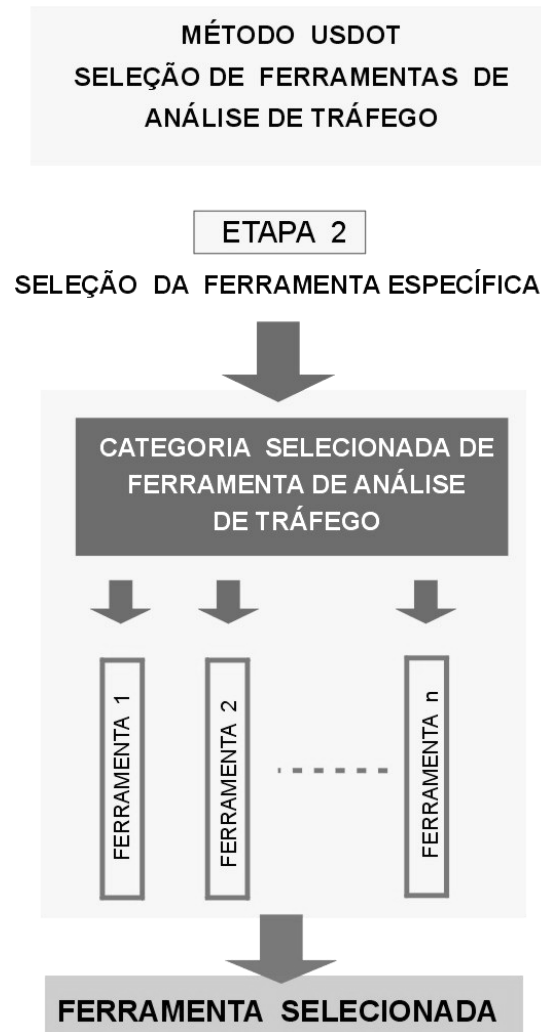 MÉTODO USDOT
SELEÇÃO DE FERRAMENTAS DE
ANÁLISE DE TRÁFEGO
ETAPA 2
SELEÇÃO DA FERRAMENTA ESPECÍFICA
CATEGORIA SELECIONADA DE
FERRAMENTA DE ANÁLISE
DE TRÁFEGO
FERRAMENTA 1
FERRAMENTA 2
FERRAMENTA n
FERRAMENTA SELECIONADA